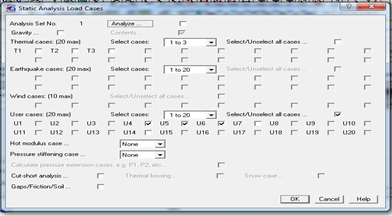 Static Analysis Load Cases
Analysis Set No. 1 Analyze ...
Gravity ... Contents ...
Thermal cases: (20 max) Select cases: 1 to 3 Select/Unselect all cases ...
T1 T2 T3
Earthquake cases: (20 max) Select cases: 1 to 20 Select/Unselect all cases ...
Wind cases: (10 max) Select/Unselect all cases ...
User cases: (20 max) Select cases: 1 to 20 Select/Unselect all cases ...
U1 U2 U3 U4 U5 U6 U7 U8 U9 U10
U11 U12 U13 U14 U15 U16 U17 U18 U19 U20
Hot modulus case ... None
Pressure stiffening case ... None
Calculate pressure extension cases, e.g. P1, P2, etc...
Cut-short analysis ... Thermal bowing ... Snow case ...
Gaps/Friction/Soil ...
OK Cancel Help